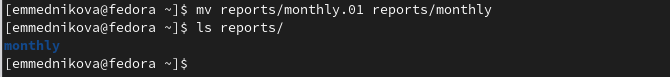 [emmednikova@fedora ~]$ mv reports/monthly.01 reports/monthly
[emmednikova@fedora ~]$ ls reports/
monthly
[emmednikova@fedora ~]$